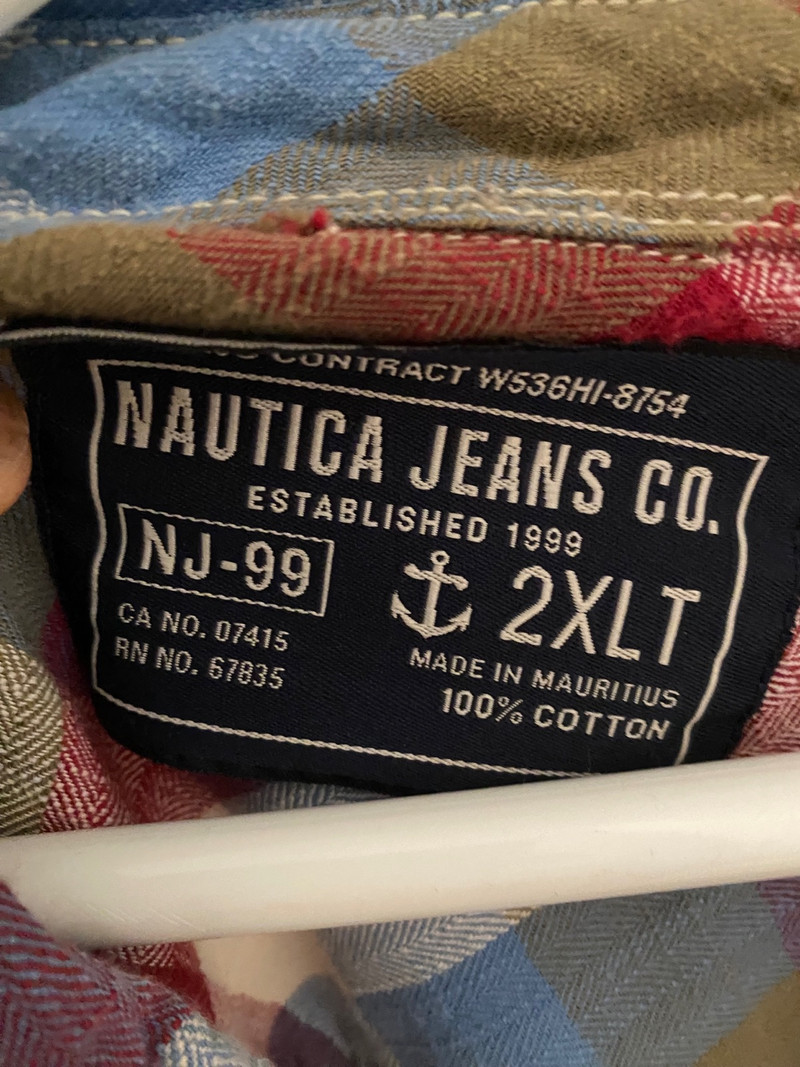 CONTRACT W536HI-8754
NAUTICA JEANS CO.
ESTABLISHED 1999
NJ-99
2XLT
CA NO. 07415
RN NO. 67835
MADE IN MAURITIUS
100% COTTON